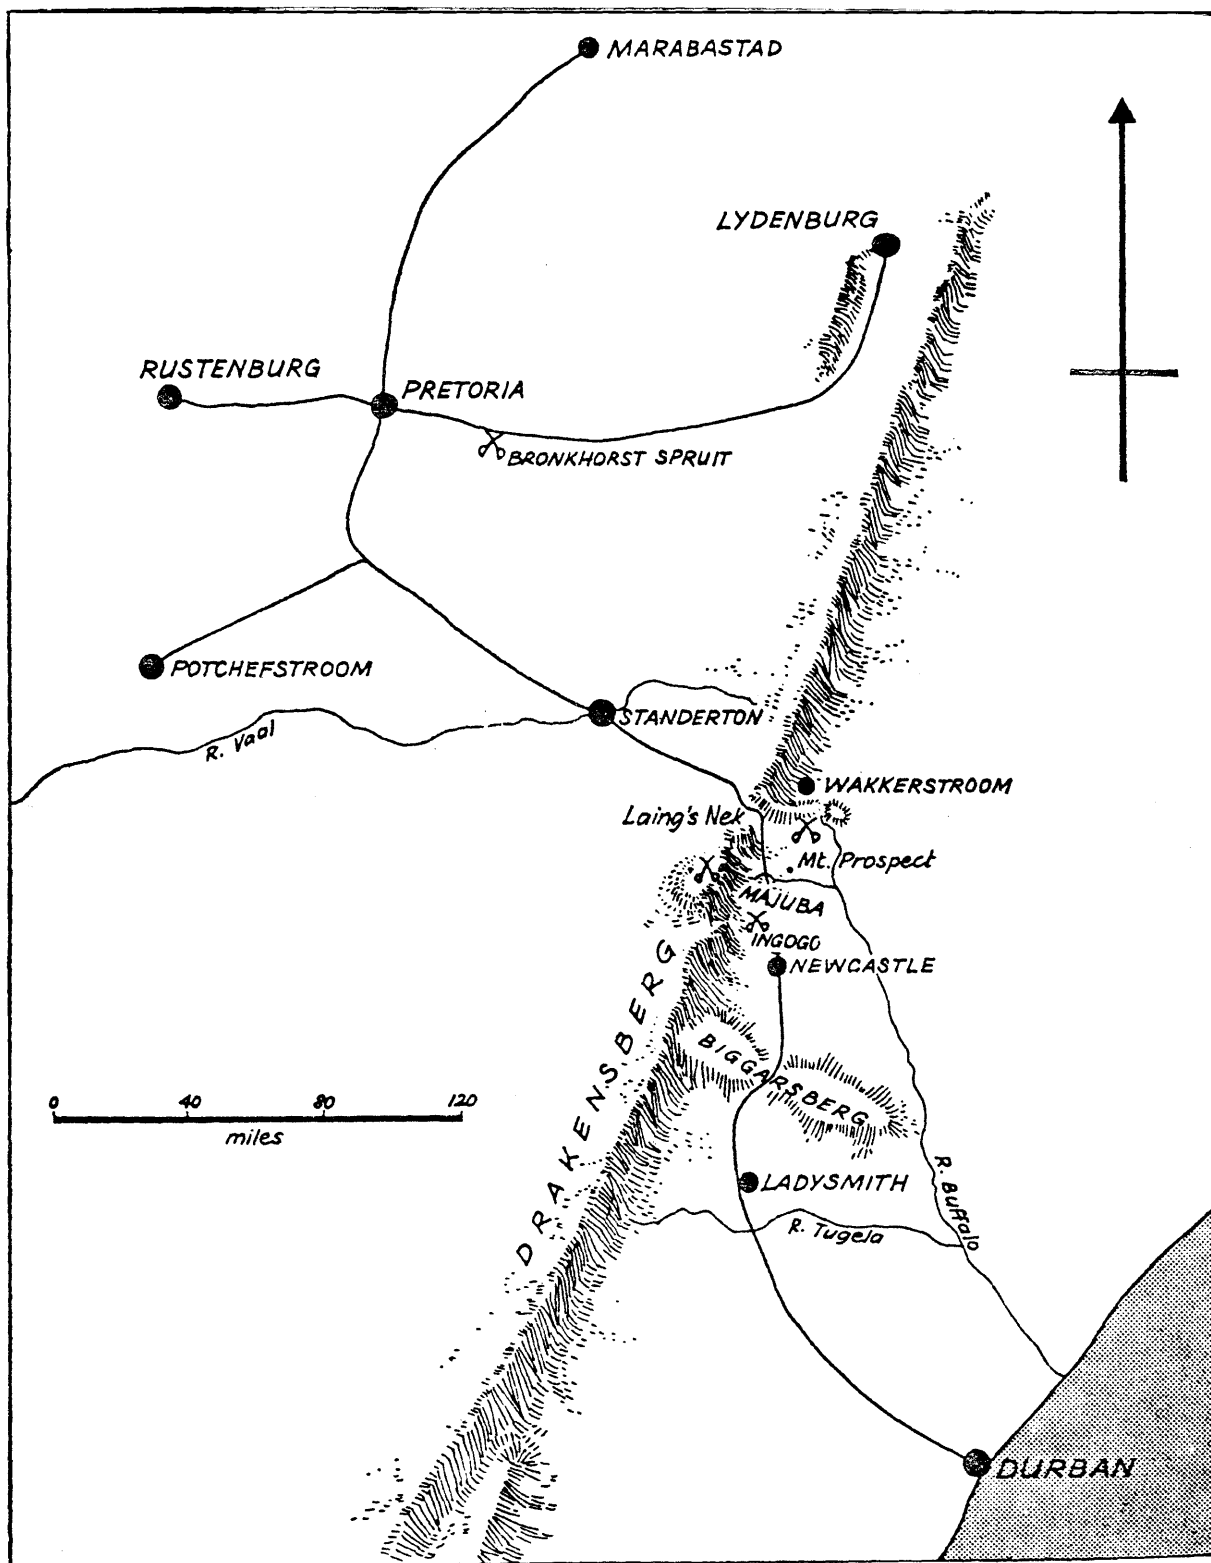 MARABASTAD
LYDENBURG
RUSTENBURG
PRETORIA
BRONKHORST SPRUIT
POTCHEFSTROOM
STANDERTON
R. Vaal
WAKKERSTROOM
Laing's Nek
Mt. Prospect
MAJUBA
INGOGO
NEWCASTLE
DRAKENSBERG
BIGGARSBERG
0 40 80 120
miles
LADYSMITH
R. Buffalo
R. Tugela
DURBAN